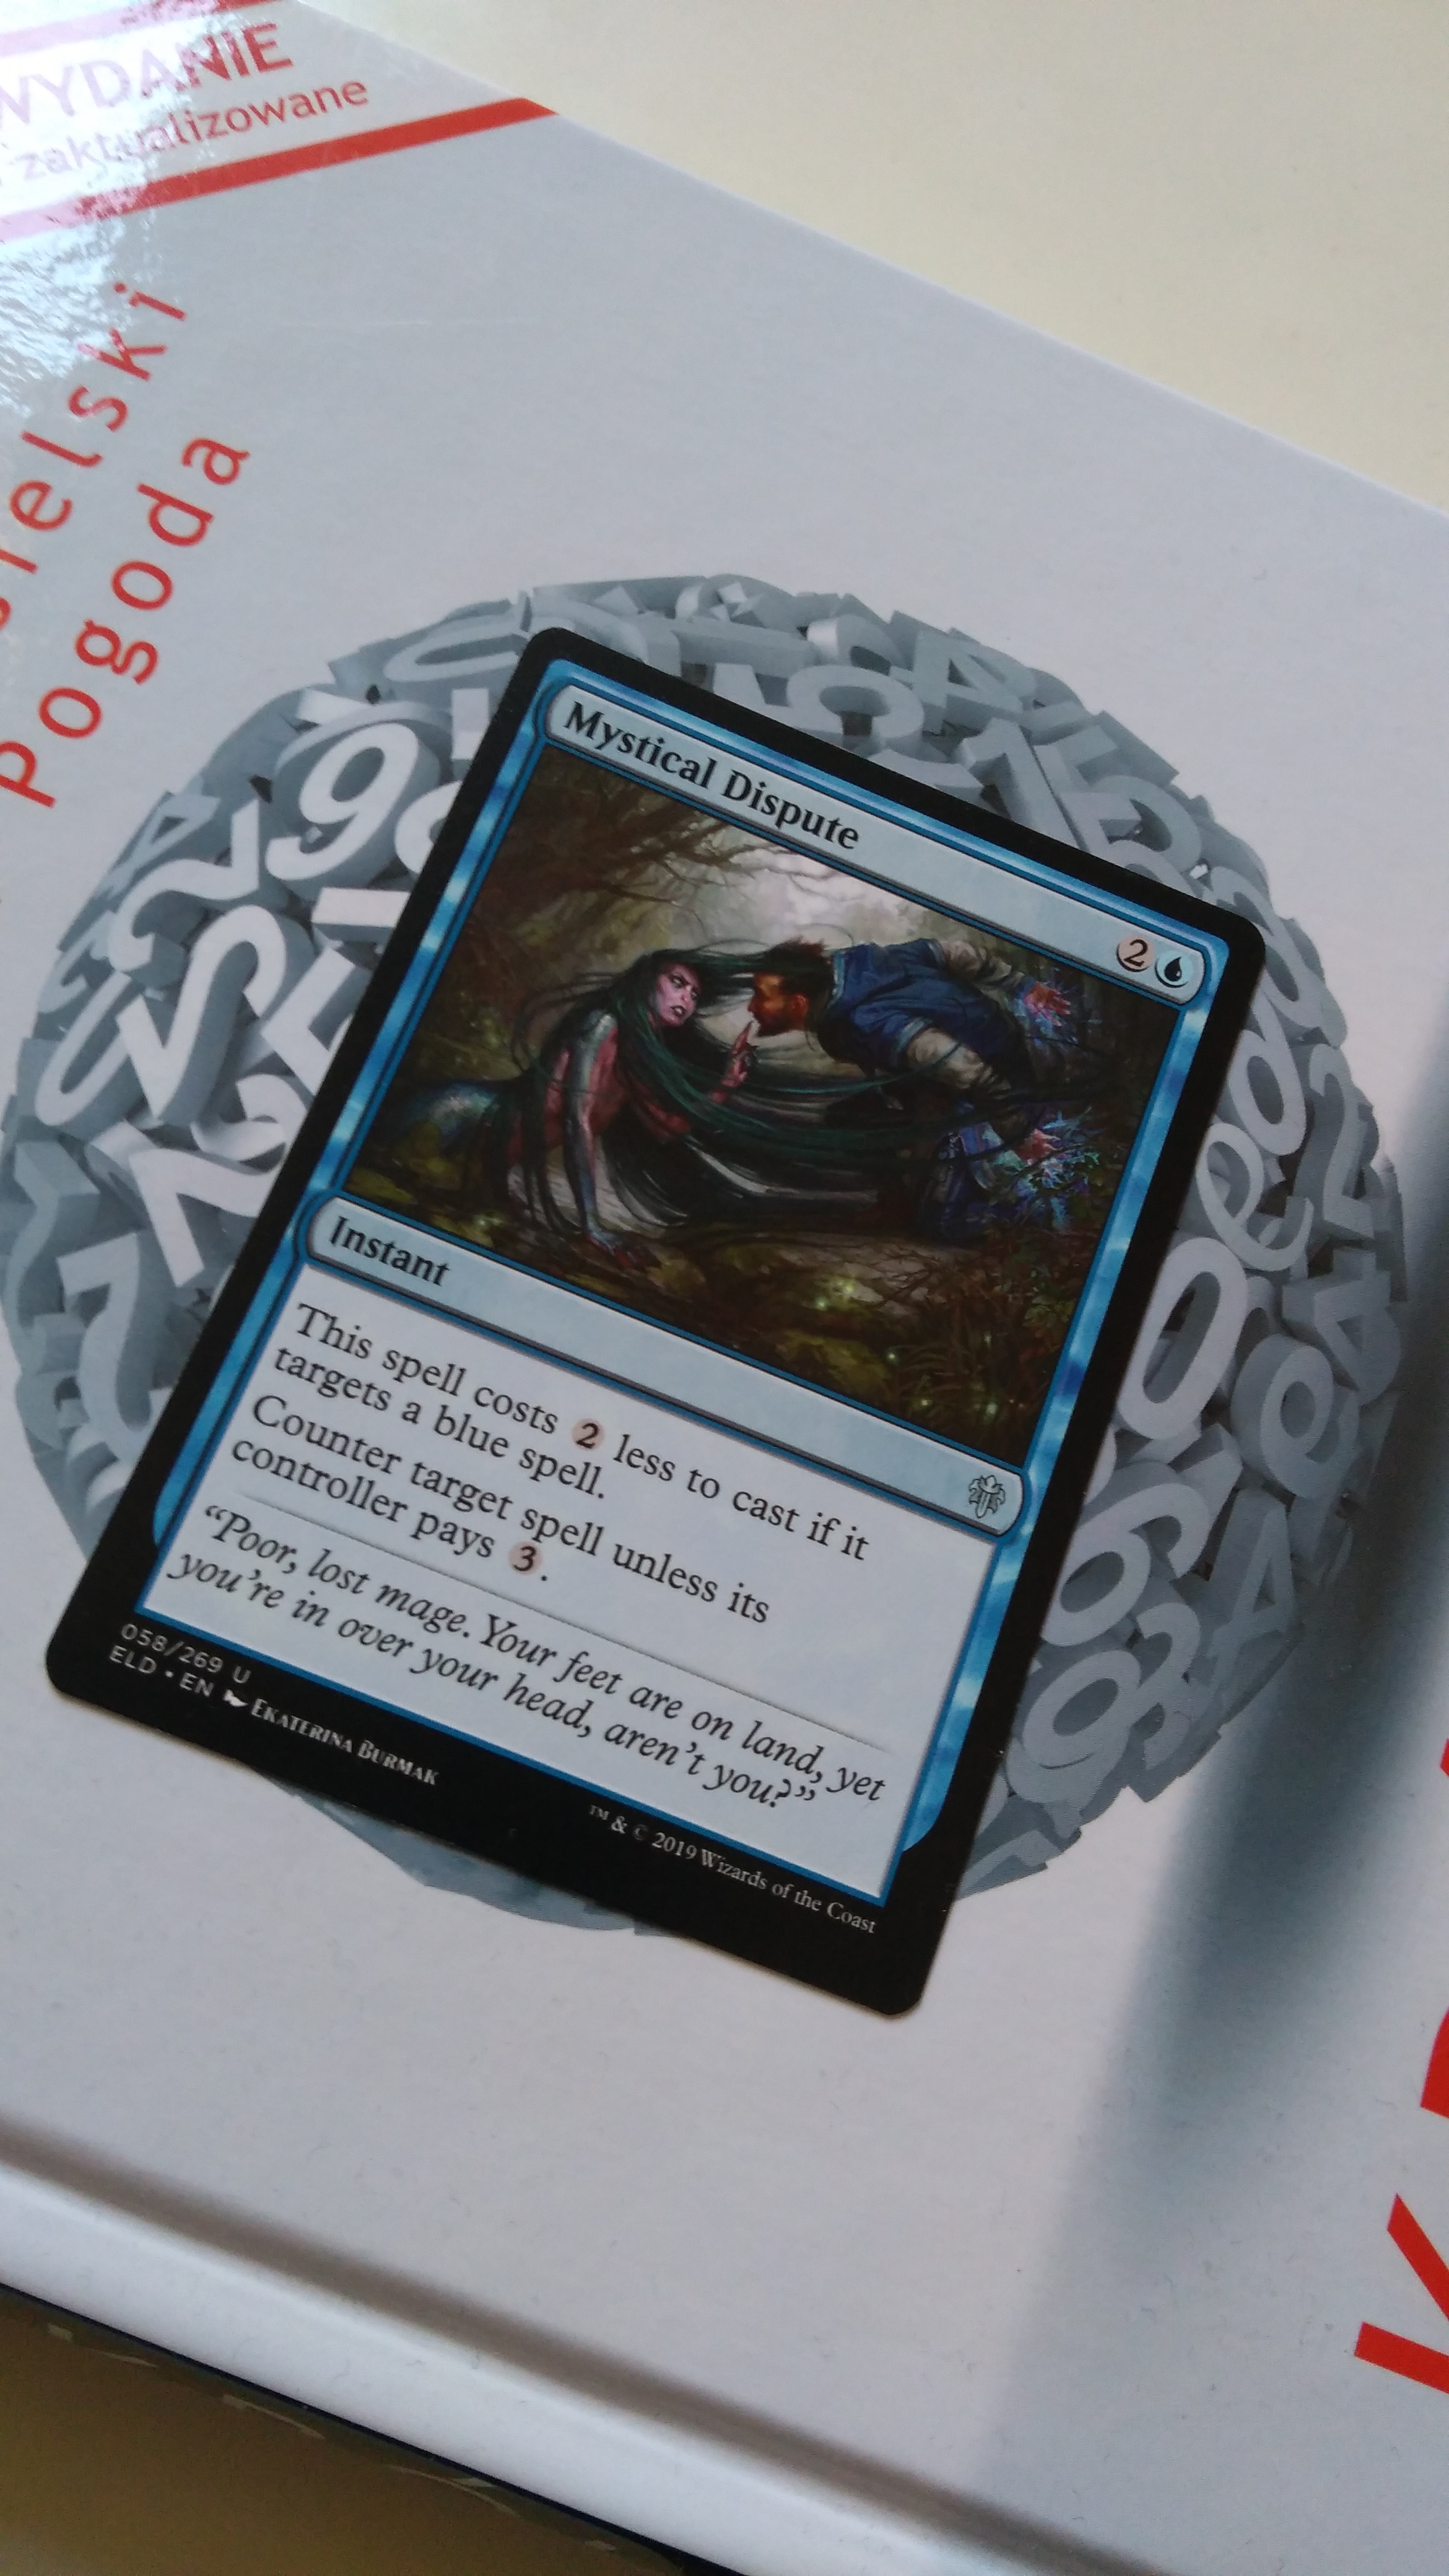 WYDANIE
zaktualizowane
Pogoda
Mystical Dispute
2
Instant
This spell costs 2 less to cast if it
targets a blue spell.
Counter target spell unless its
controller pays 3.
“Poor, lost mage. Your feet are on land, yet
you’re in over your head, aren’t you?”
058/269 U
ELD • EN EKATERINA BURMAK
™ & © 2019 Wizards of the Coast